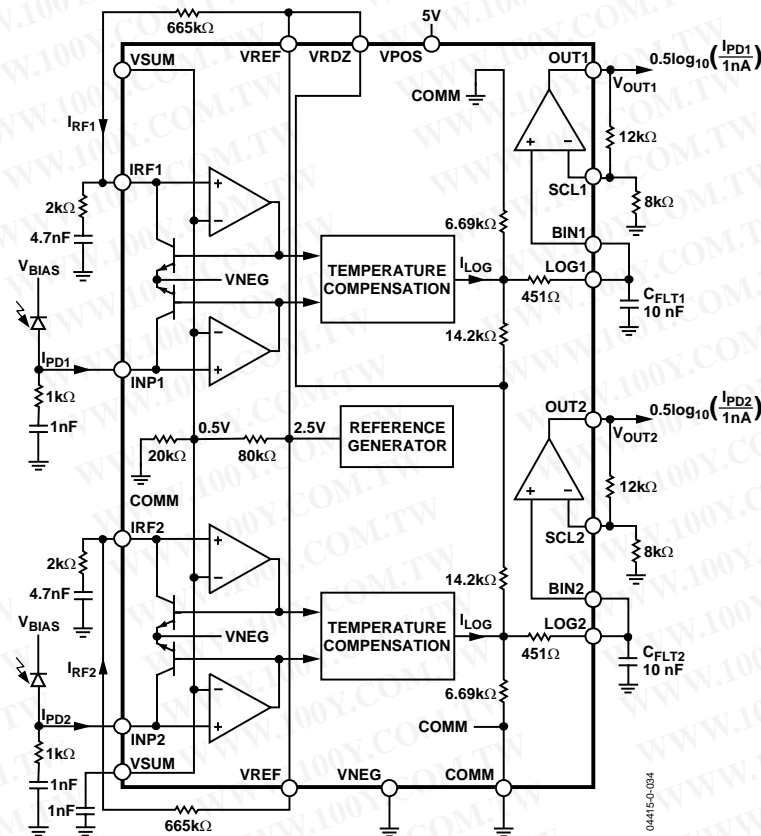 665kΩ
5V
VREF
VRDZ
VPOS
VSUM
OUT1
0.5log10(IPD1/1nA)
VOUT1
COMM
IRF1
12kΩ
IRF1
SCL1
2kΩ
8kΩ
4.7nF
6.69kΩ
BIN1
VBIAS
VNEG
TEMPERATURE
COMPENSATION
ILOG
LOG1
451Ω
CFLT1
10 nF
14.2kΩ
IPD1
INP1
1kΩ
OUT2
0.5log10(IPD2/1nA)
1nF
0.5V
2.5V
REFERENCE
GENERATOR
VOUT2
20kΩ
80kΩ
12kΩ
COMM
IRF2
SCL2
2kΩ
8kΩ
4.7nF
14.2kΩ
BIN2
VBIAS
VNEG
TEMPERATURE
COMPENSATION
ILOG
LOG2
451Ω
CFLT2
10 nF
IRF2
6.69kΩ
IPD2
INP2
COMM
1kΩ
VSUM
1nF
VREF
VNEG
COMM
1nF
665kΩ
04415-0-034
WWW.100Y.COM.TW